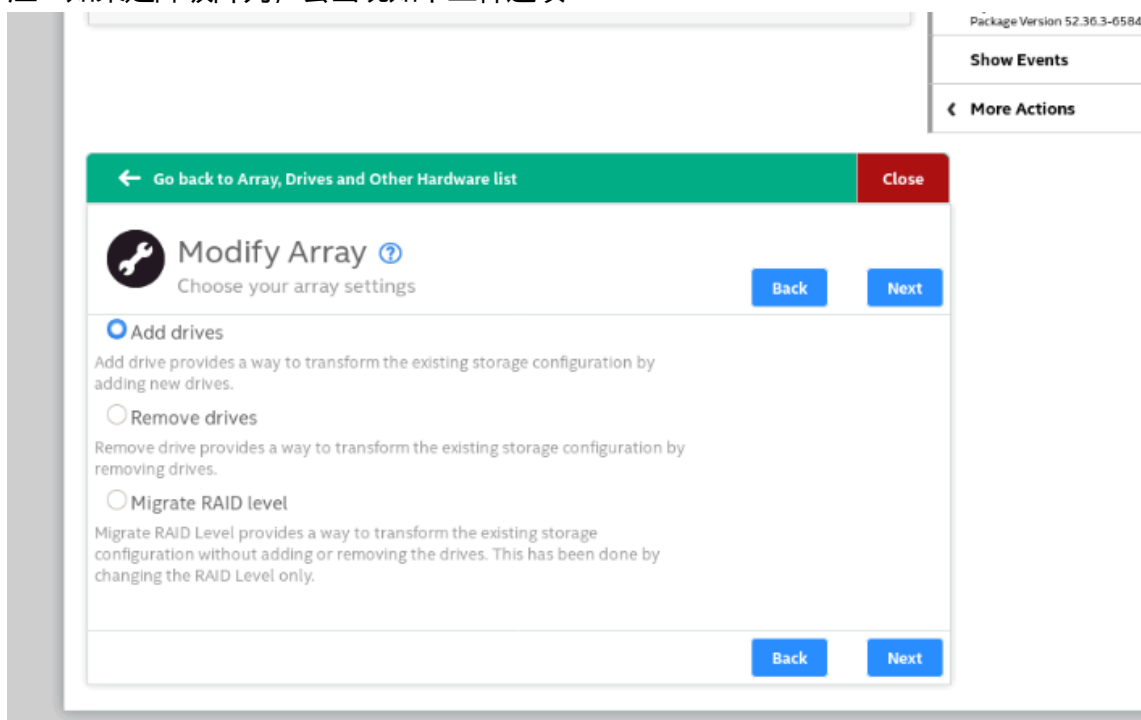 Package Version 52.36.3-6584
Show Events
More Actions
Go back to Array, Drives and Other Hardware list
Close
Modify Array
Choose your array settings
Back
Next
Add drives
Add drive provides a way to transform the existing storage configuration by
adding new drives.
Remove drives
Remove drive provides a way to transform the existing storage configuration by
removing drives.
Migrate RAID level
Migrate RAID Level provides a way to transform the existing storage
configuration without adding or removing the drives. This has been done by
changing the RAID Level only.
Back
Next